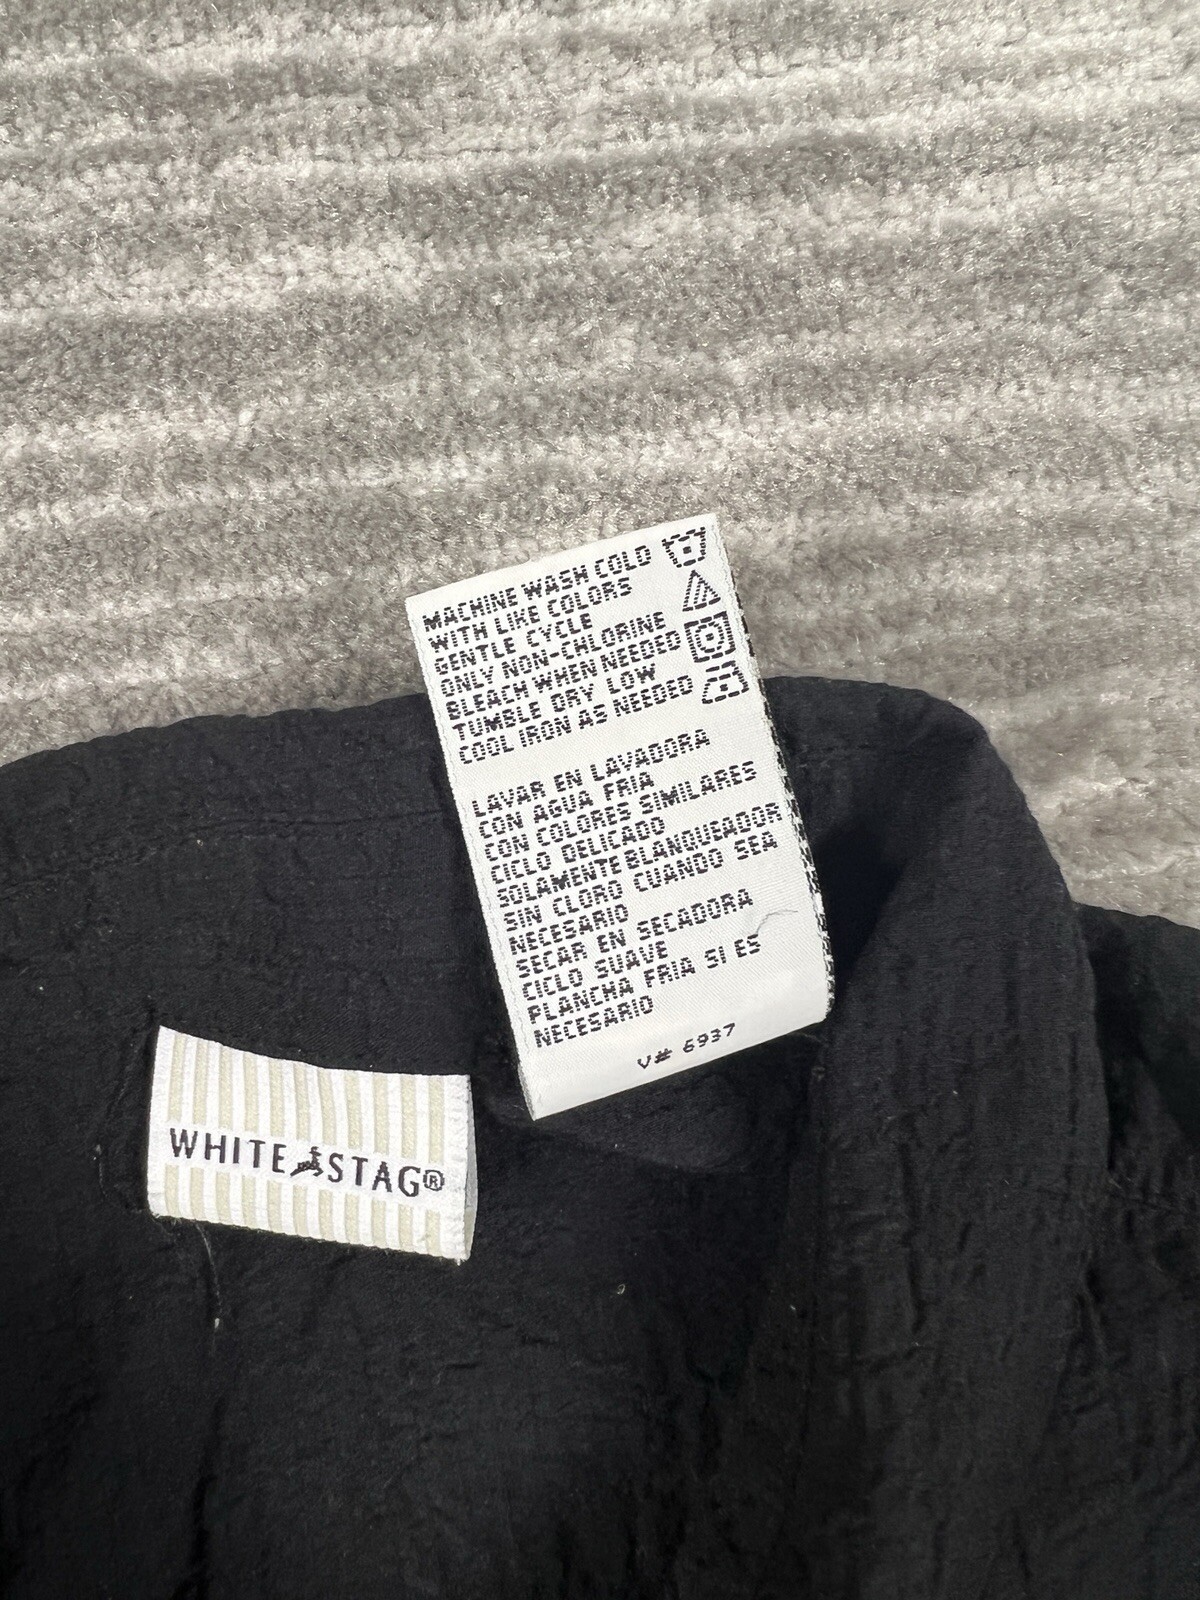 MACHINE WASH COLD
WITH LIKE COLORS
GENTLE CYCLE
ONLY NON-CHLORINE
BLEACH WHEN NEEDED
TUMBLE DRY LOW
COOL IRON AS NEEDED
LAVAR EN LAVADORA
CON AGUA FRIA
CON COLORES SIMILARES
CICLO DELICADO
SOLAMENTE BLANQUEADOR
SIN CLORO CUANDO SEA
NECESARIO
SECAR EN SECADORA
CICLO SUAVE
PLANCHA FRIA SI ES
NECESARIO
V# 6937
WHITE STAG®